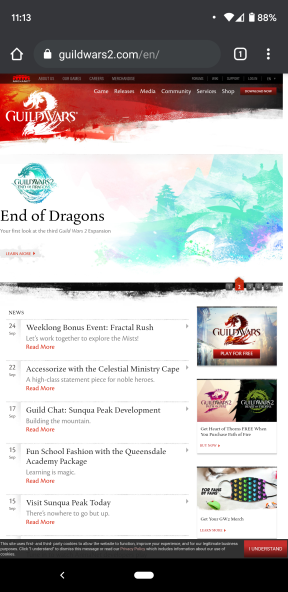 11:13
88%
guildwars2.com/en/
1
ABOUT US OUR GAMES CAREERS MERCHANDISE
FORUMS WIKI SUPPORT LOGIN EN
Game Releases Media Community Services Shop DOWNLOAD NOW
GUILD WARS
GUILD WARS 2
END OF DRAGONS
End of Dragons
Your first look at the third Guild Wars 2 Expansion
LEARN MORE
NEWS
24
Sep
Weeklong Bonus Event: Fractal Rush
Let's work together to explore the Mists!
Read More
22
Sep
Accessorize with the Celestial Ministry Cape
A high-class statement piece for noble heroes.
Read More
17
Sep
Guild Chat: Sunqua Peak Development
Building the mountain.
Read More
15
Sep
Fun School Fashion with the Queensdale
Academy Package
Learning is magic.
Read More
15
Sep
Visit Sunqua Peak Today
There's nowhere to go but up.
Read More
GUILD WARS
PLAY FOR FREE
GUILD WARS 2
GUILD WARS 2
Get Heart of Thorns FREE When
You Purchase Path of Fire
BUY NOW
FOR FANS
BY FANS
Get Your GW2 Merch
LEARN MORE
This site uses first- and third-party cookies to allow the website to function, improve your experience, and for our legitimate business
purposes. Click "I understand" to dismiss this message or read our Privacy Policy which includes information about our use of
cookies.
I UNDERSTAND